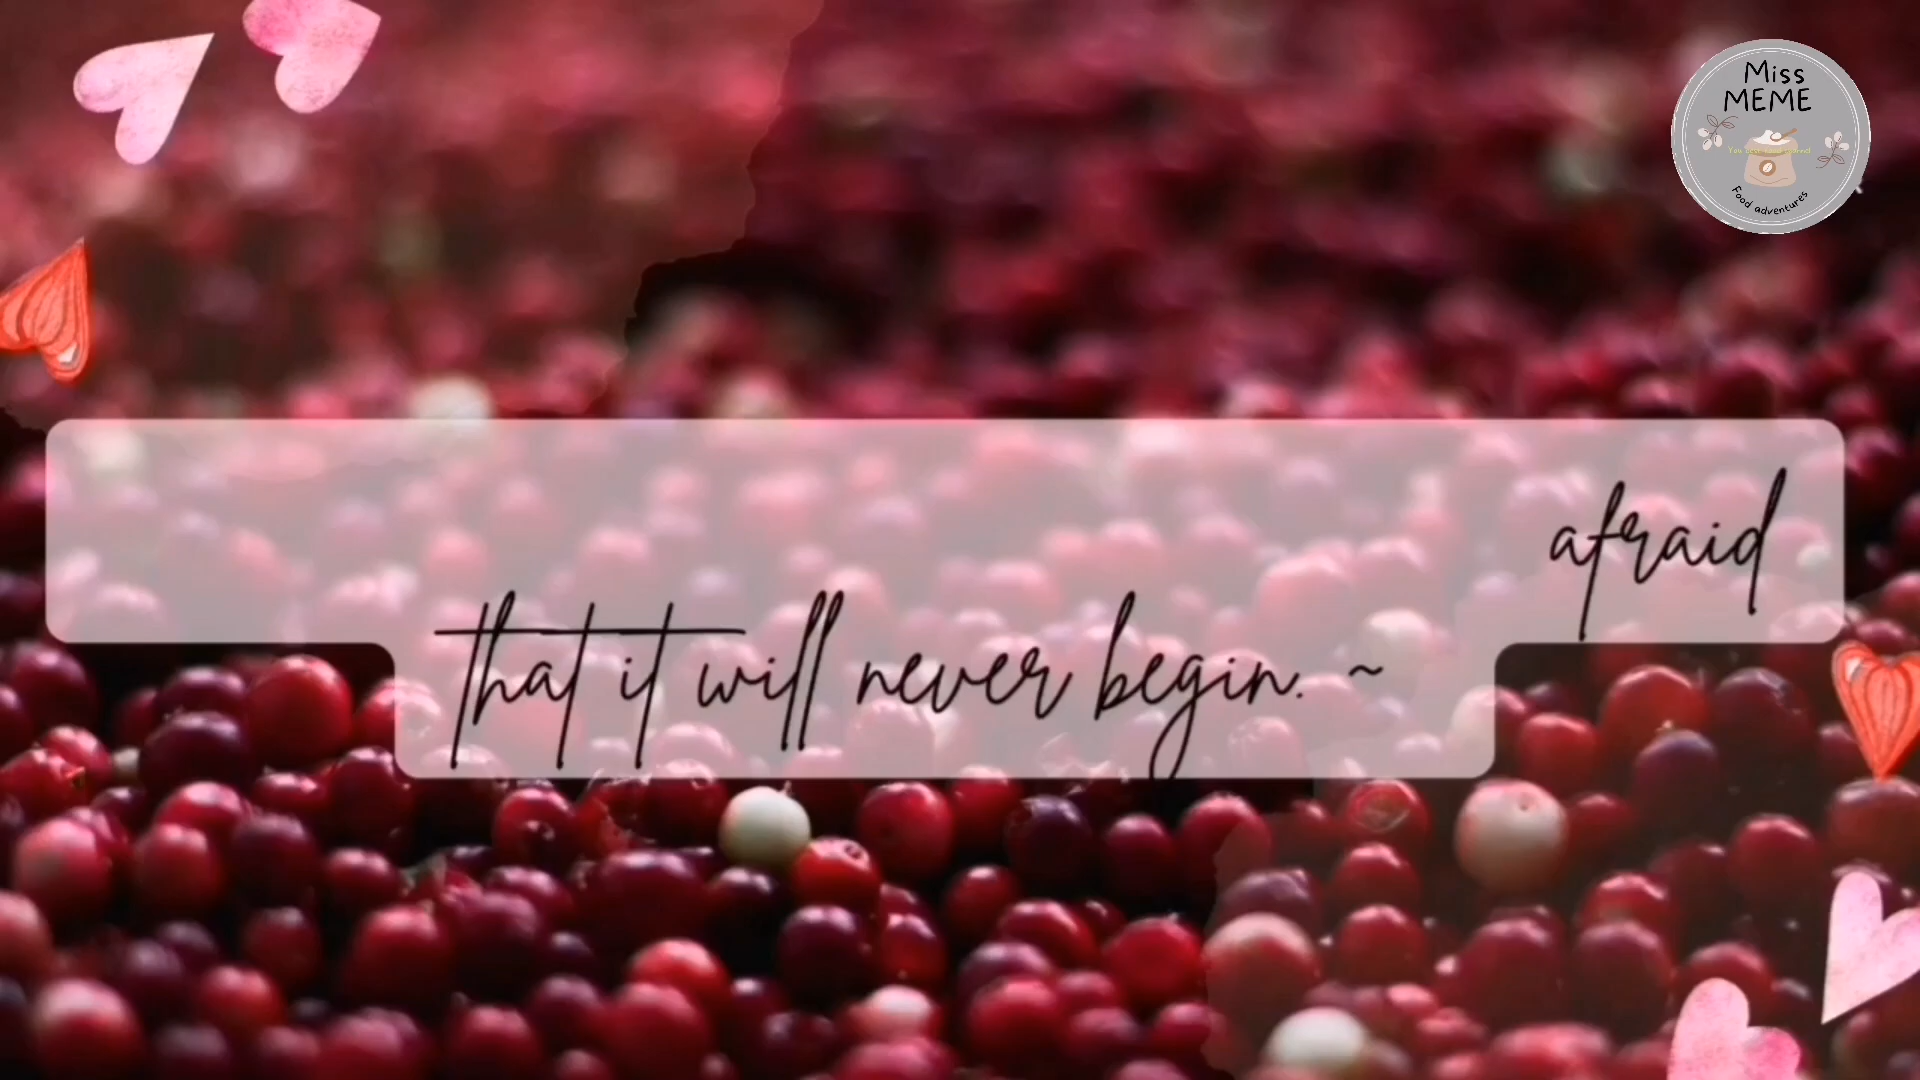 Miss
MEME
Food adventures
afraid
that it will never begin. ~